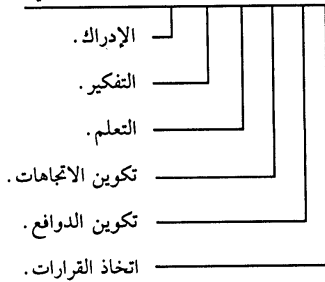 الإدراك.
التفكير.
التعلم.
تكوين الاتجاهات.
تكوين الدوافع.
اتخاذ القرارات.